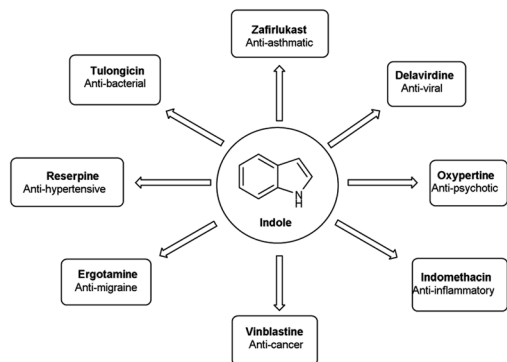 Zafirlukast
Anti-asthmatic
Tulongicin
Anti-bacterial
Delavirdine
Anti-viral
Reserpine
Anti-hypertensive
N
H
Indole
Oxypertine
Anti-psychotic
Ergotamine
Anti-migraine
Indomethacin
Anti-inflammatory
Vinblastine
Anti-cancer